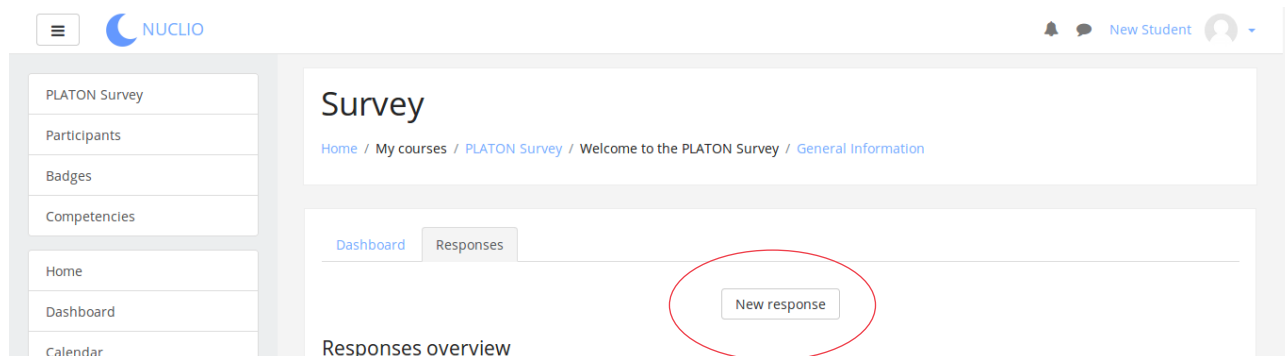 NUCLIO
New Student
PLATON Survey
Participants
Badges
Competencies
Home
Dashboard
Calendar
Survey
Home / My courses / PLATON Survey / Welcome to the PLATON Survey / General Information
Dashboard
Responses
New response
Responses overview